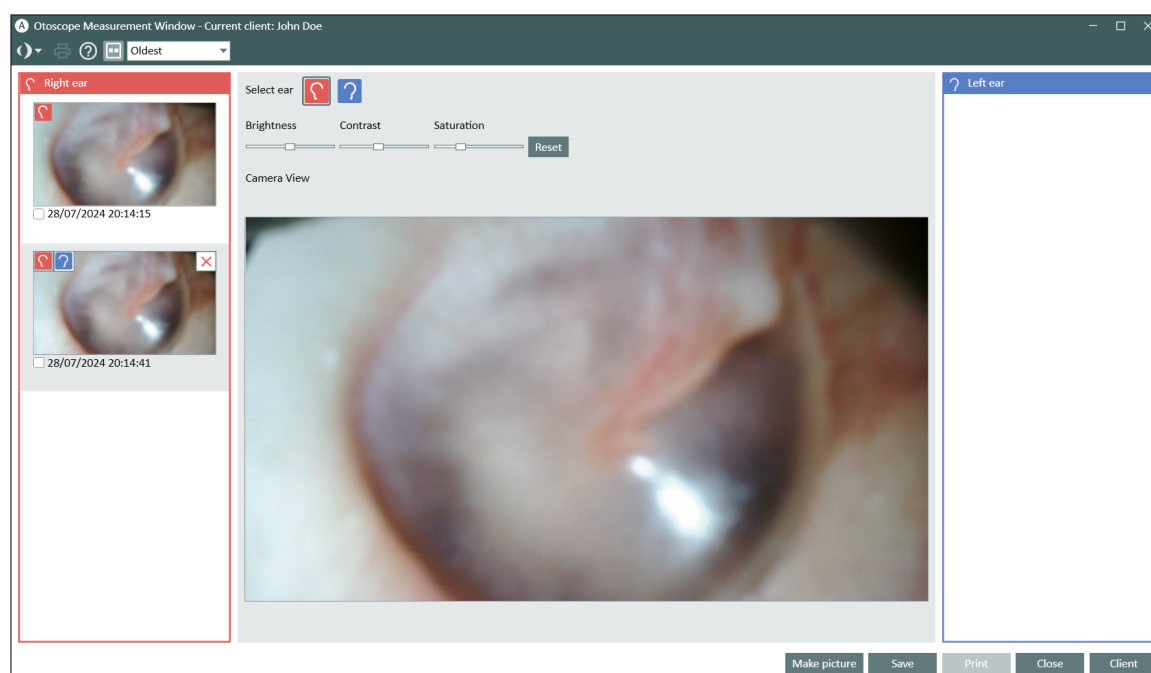 Otoscope Measurement Window - Current client: John Doe
Oldest
Right ear
28/07/2024 20:14:15
28/07/2024 20:14:41
Select ear
Brightness Contrast Saturation
Reset
Camera View
Left ear
Make picture Save Print Close Client